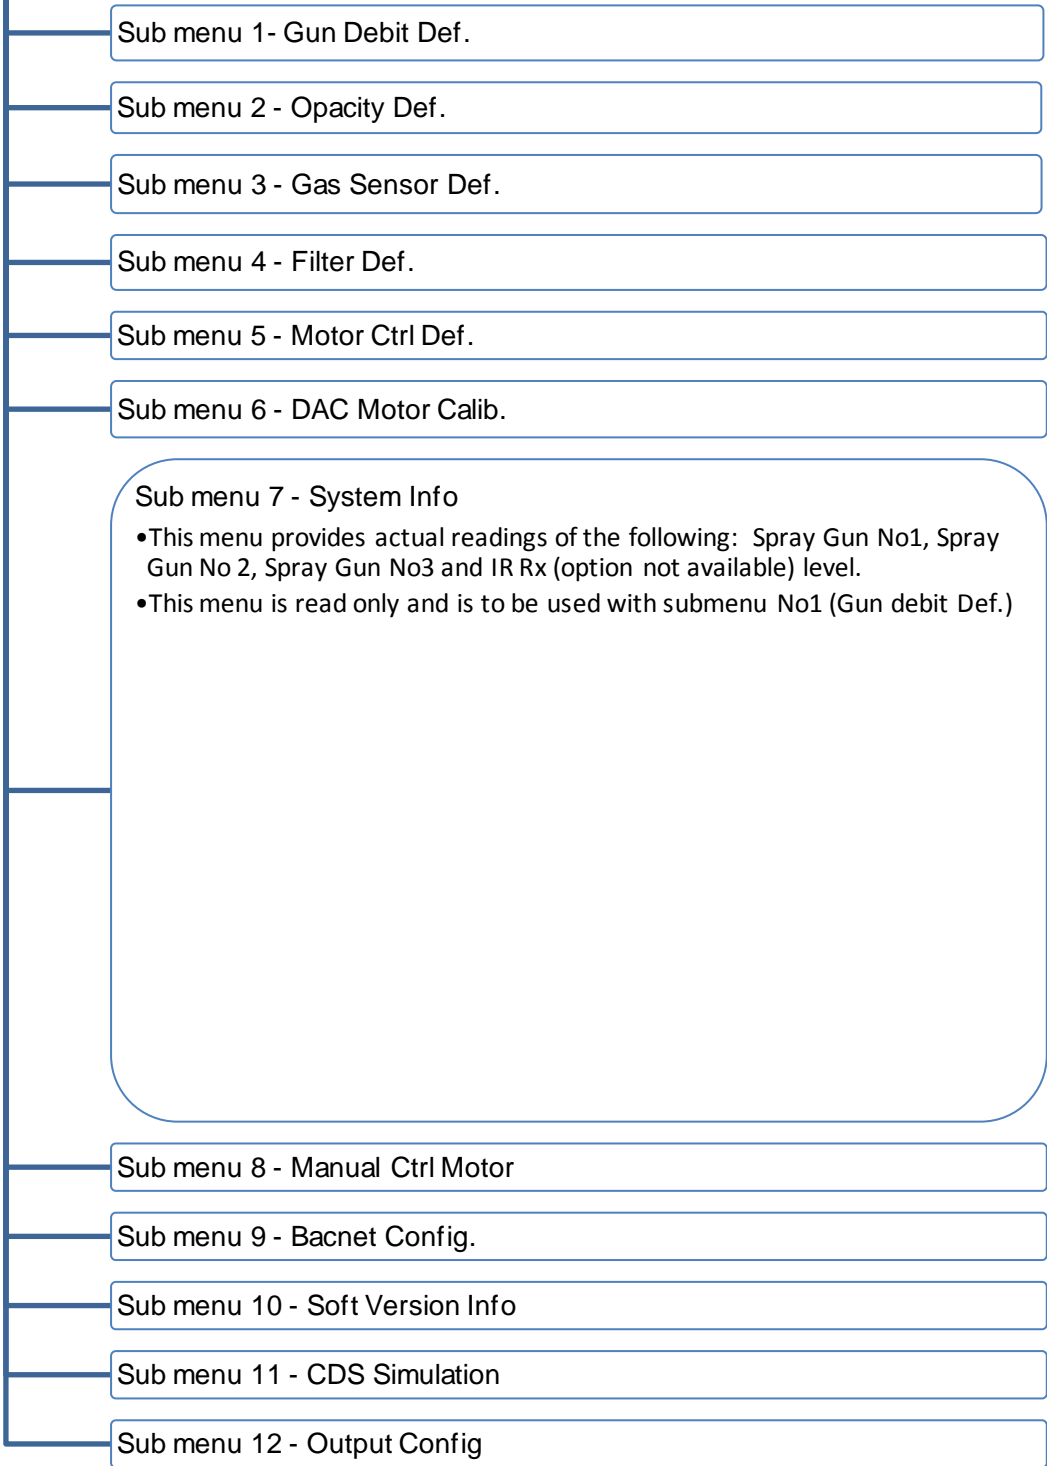 Sub menu 1- Gun Debit Def.
Sub menu 2 - Opacity Def.
Sub menu 3 - Gas Sensor Def.
Sub menu 4 - Filter Def.
Sub menu 5 - Motor Ctrl Def.
Sub menu 6 - DAC Motor Calib.
Sub menu 7 - System Info
•This menu provides actual readings of the following: Spray Gun No1, Spray
Gun No 2, Spray Gun No3 and IR Rx (option not available) level.
•This menu is read only and is to be used with submenu No1 (Gun debit Def.)
Sub menu 8 - Manual Ctrl Motor
Sub menu 9 - Bacnet Config.
Sub menu 10 - Soft Version Info
Sub menu 11 - CDS Simulation
Sub menu 12 - Output Config